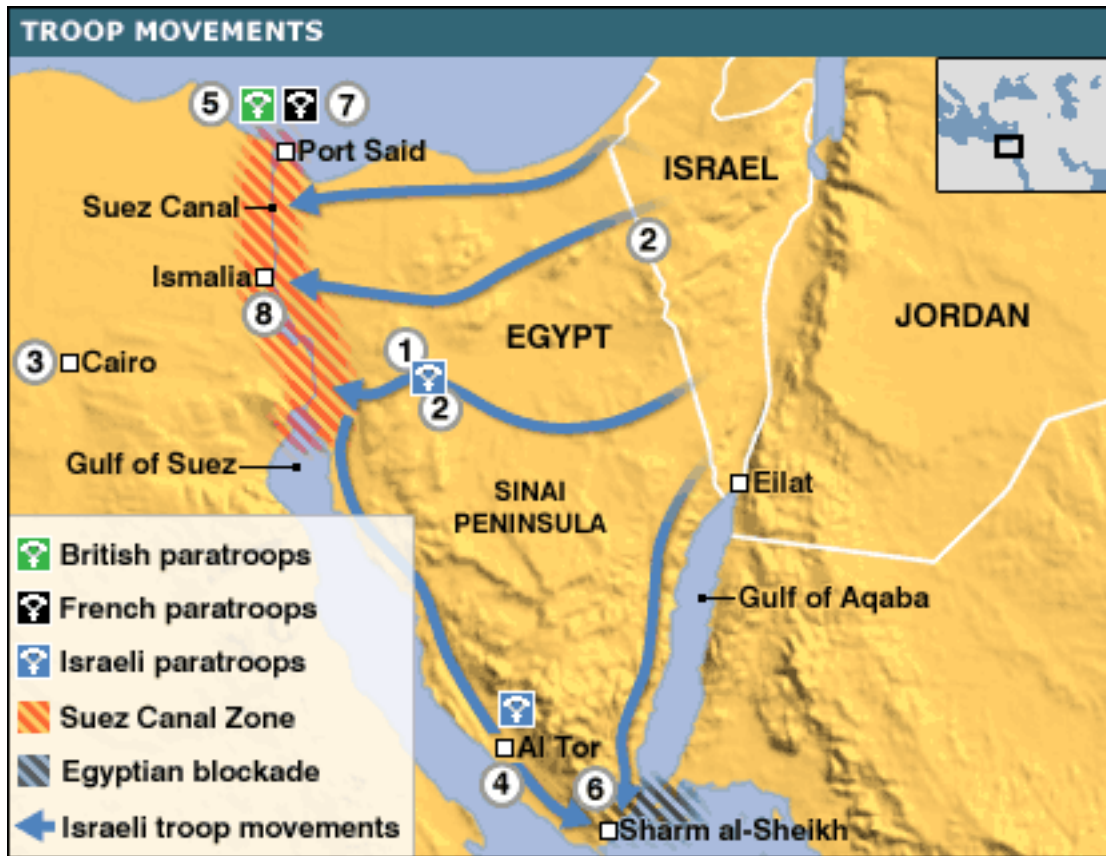 TROOP MOVEMENTS
5
7
Port Said
ISRAEL
Suez Canal
2
Ismalia
8
EGYPT
JORDAN
1
3
Cairo
2
Gulf of Suez
Eilat
SINAI
PENINSULA
Gulf of Aqaba
British paratroops
French paratroops
Israeli paratroops
Suez Canal Zone
Egyptian blockade
Israeli troop movements
Al Tor
4
6
Sharm al-Sheikh